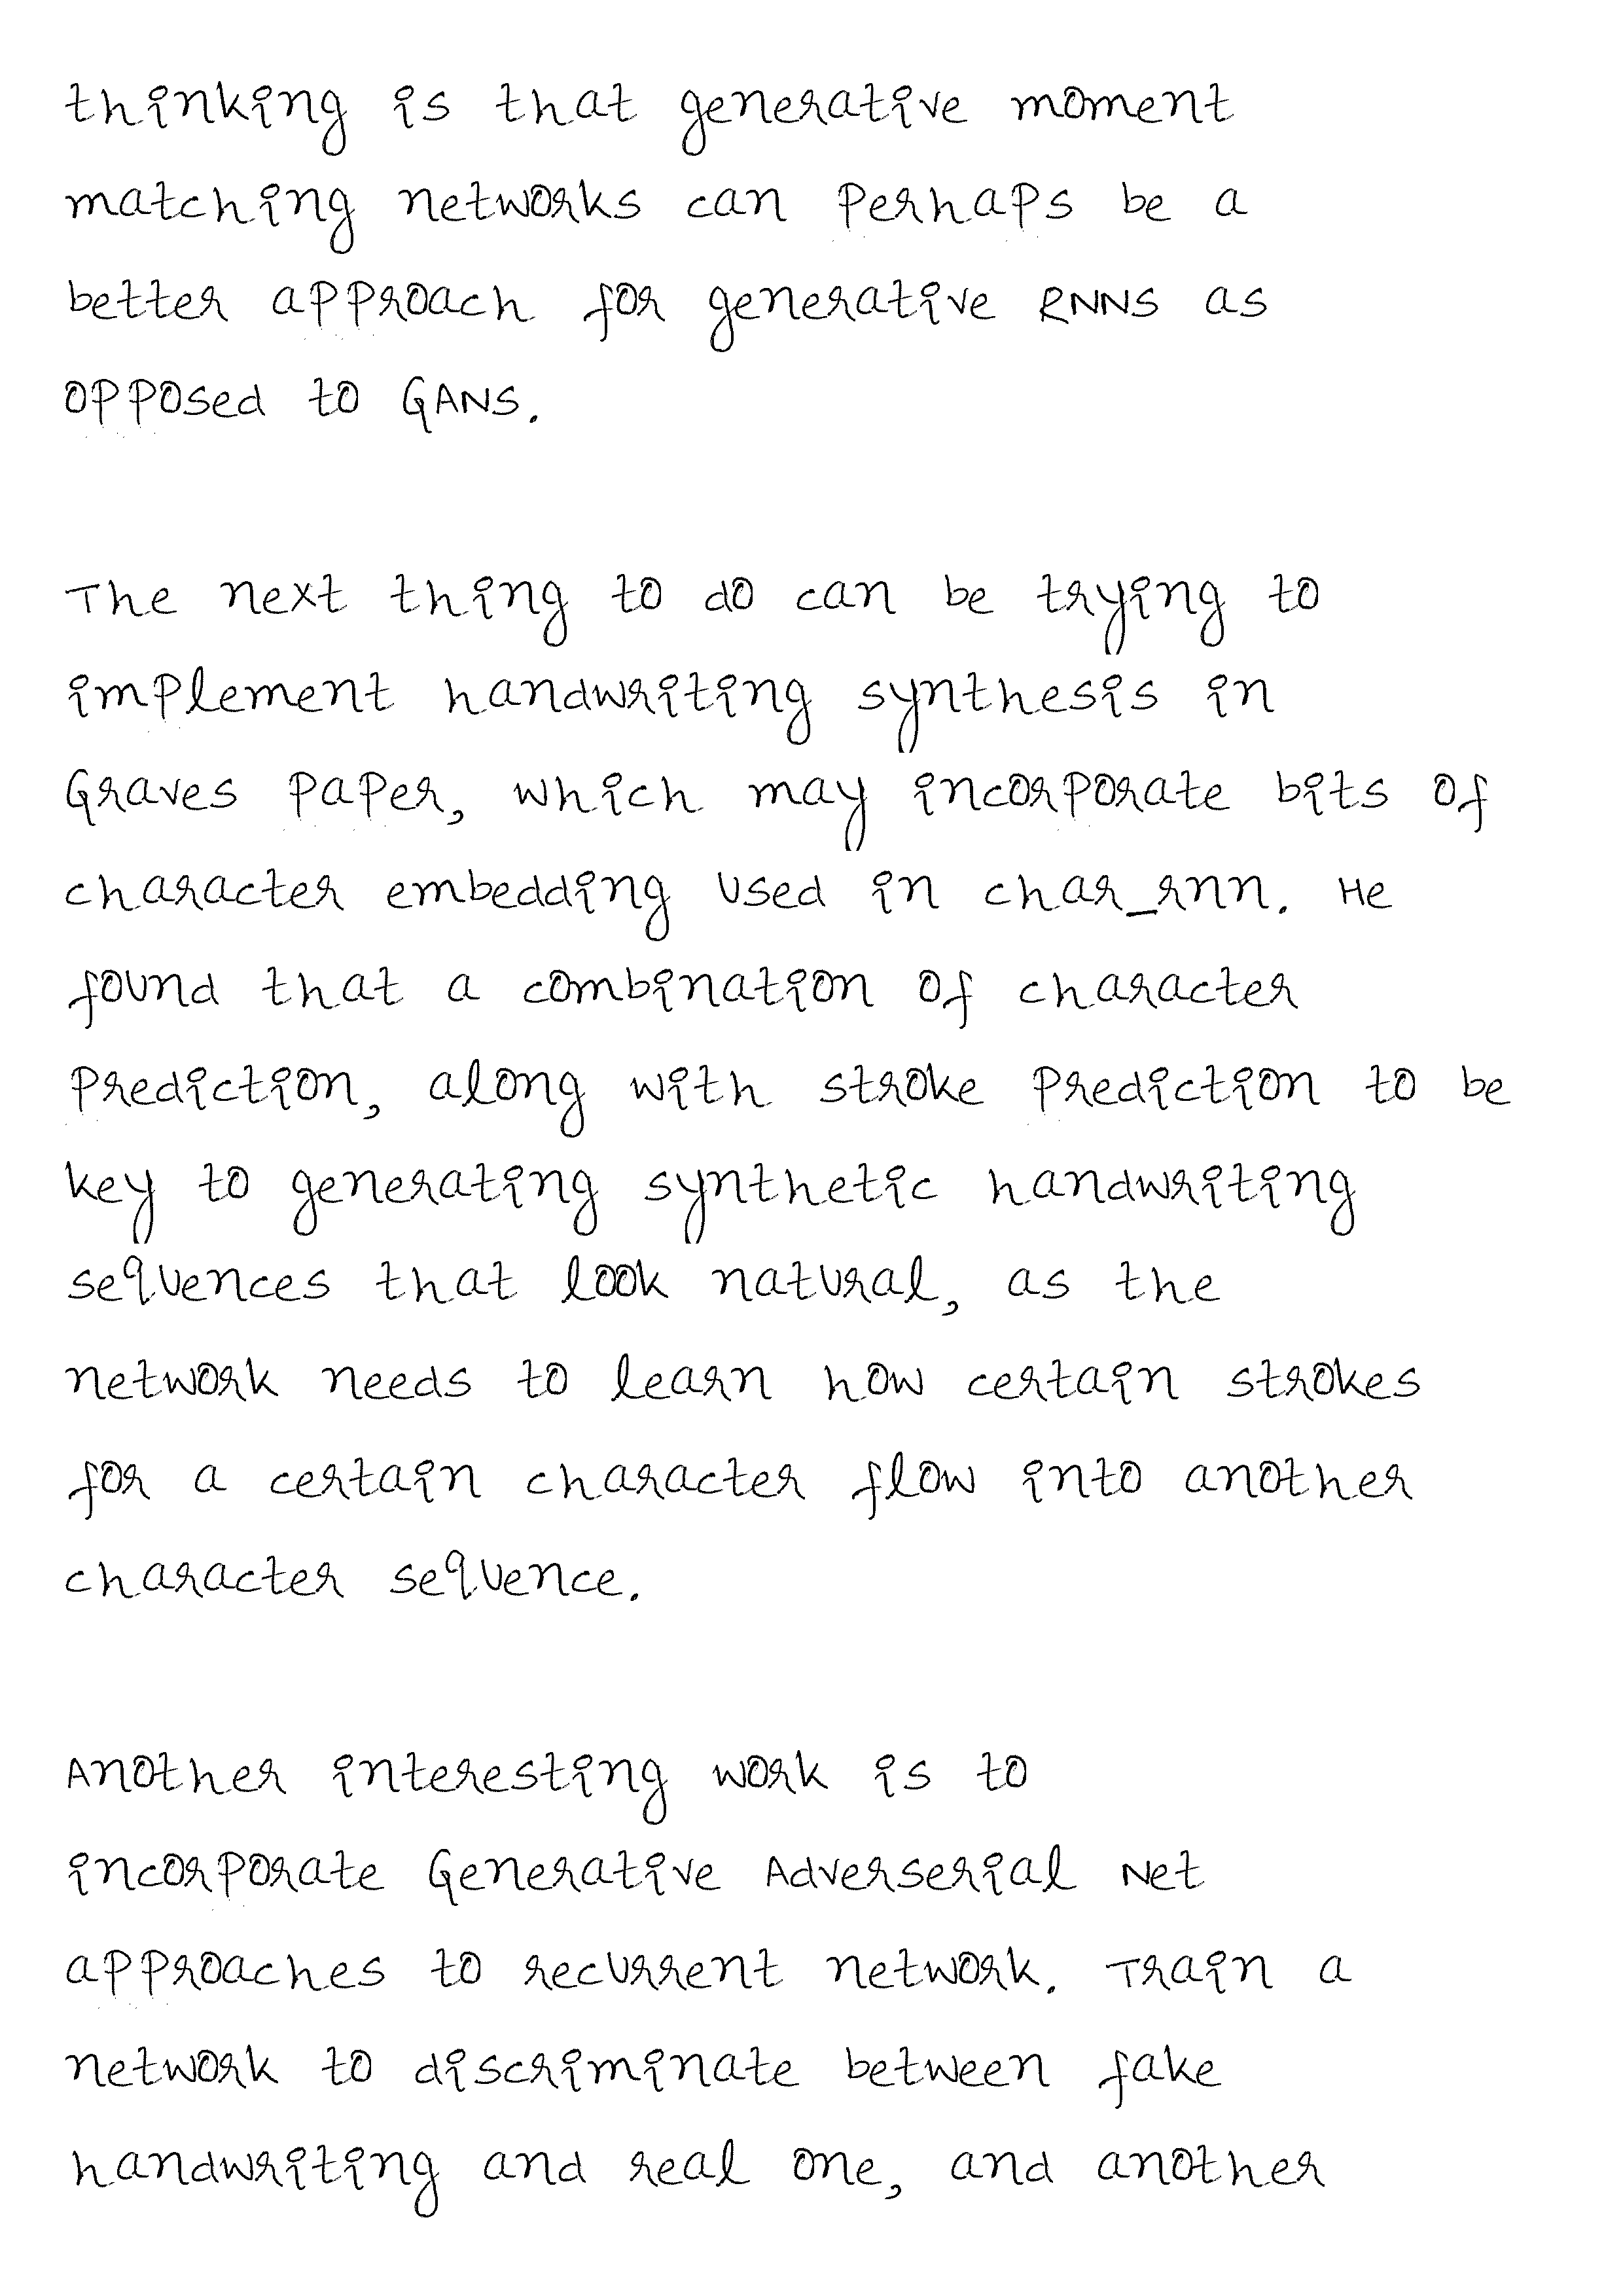 thinking is that generative moment
matching networks can perhaps be a
better approach for generative RNNs as
opposed to GANs.
The next thing to do can be trying to
implement handwriting synthesis in
Graves paper, which may incorporate bits of
character embedding used in char_rnn. He
found that a combination of character
prediction, along with stroke prediction to be
key to generating synthetic handwriting
sequences that look natural, as the
network needs to learn how certain strokes
for a certain character flow into another
character sequence.
Another interesting work is to
incorporate Generative Adverserial Net
approaches to recurrent network. Train a
network to discriminate between fake
handwriting and real one, and another